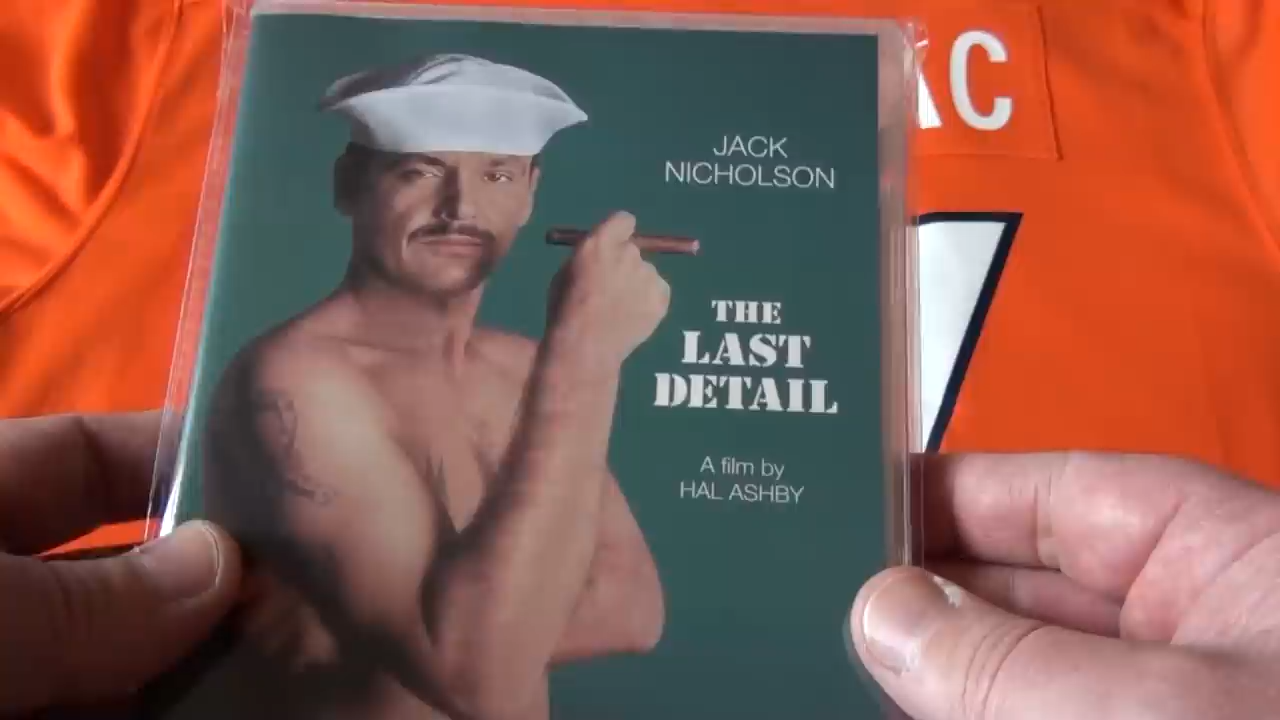 JACK
NICHOLSON
THE
LAST
DETAIL
A film by
HAL ASHBY
C